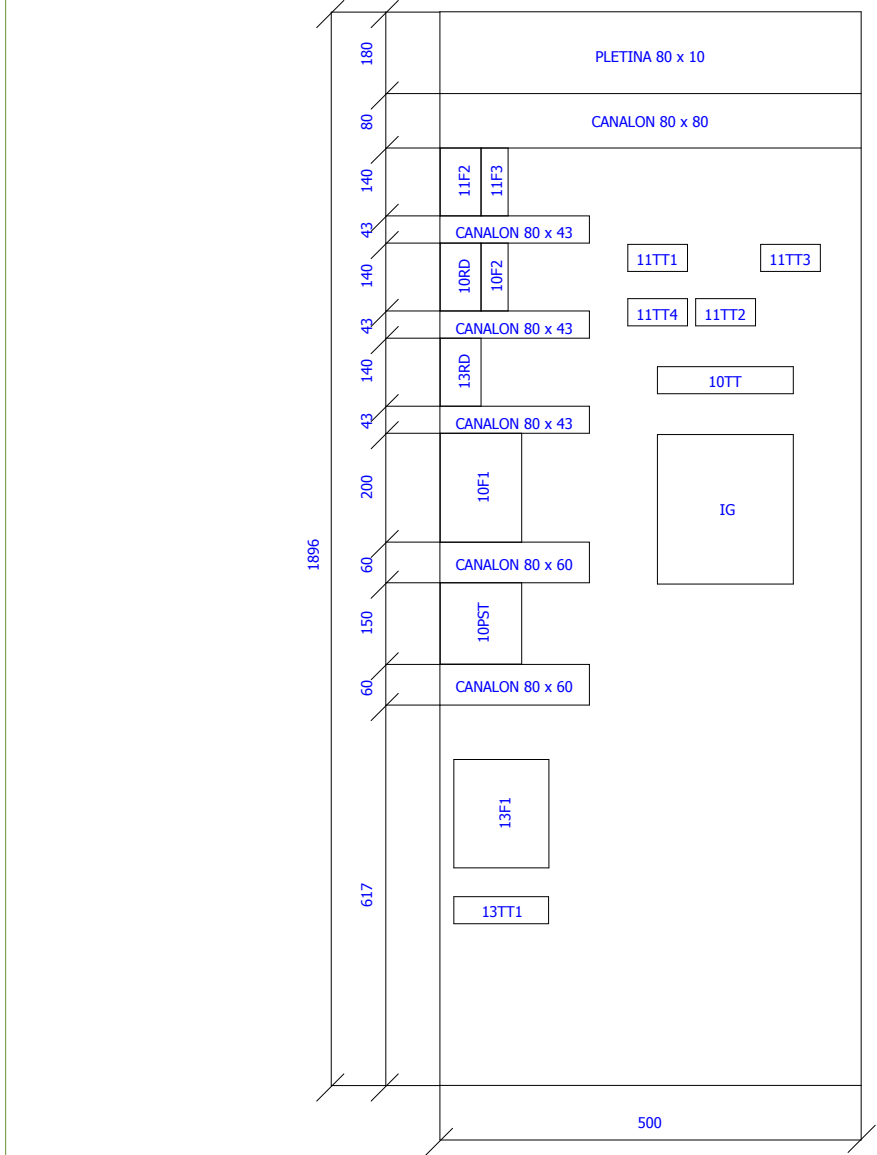 180
PLETINA 80 x 10
80
CANALON 80 x 80
140
11F2
11F3
43
CANALON 80 x 43
11TT1
11TT3
140
10RD
10F2
11TT4
11TT2
43
CANALON 80 x 43
140
13RD
10TT
43
CANALON 80 x 43
200
10F1
IG
1896
60
CANALON 80 x 60
150
10PST
60
CANALON 80 x 60
13F1
617
13TT1
500